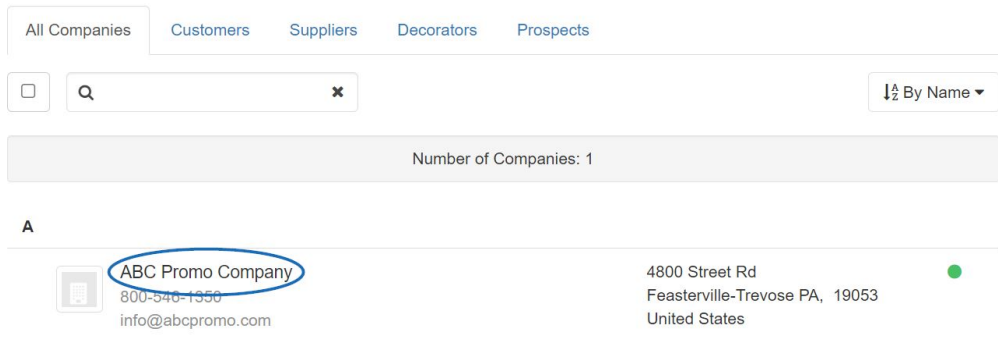 All Companies Customers Suppliers Decorators Prospects
By Name
Number of Companies: 1
A
ABC Promo Company
800-546-1350
info@abcpromo.com
4800 Street Rd
Feasterville-Trevose PA, 19053
United States